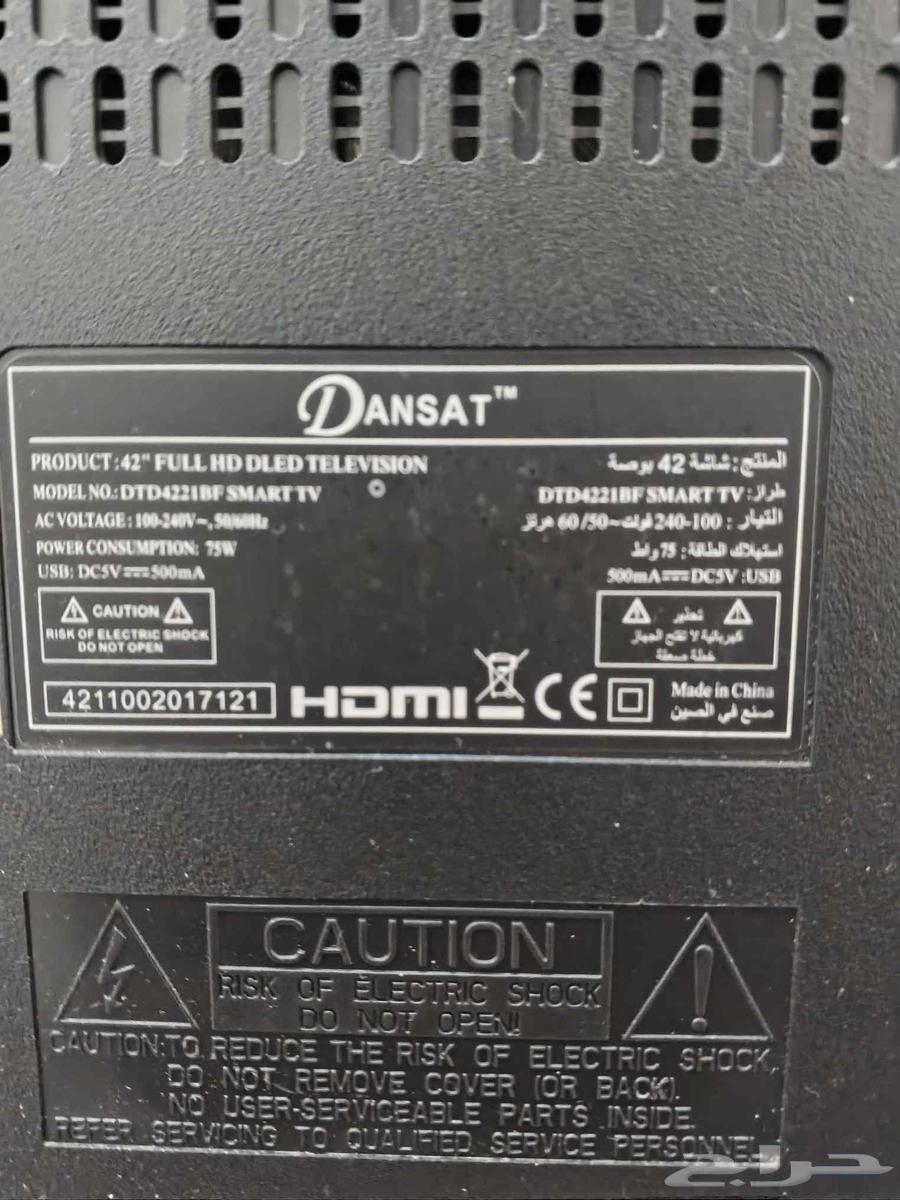 DANSAT™
PRODUCT: 42" FULL HD DLED TELEVISION
MODEL NO.: DTD4221BF SMART TV
AC VOLTAGE: 100-240V~, 50/60Hz
POWER CONSUMPTION: 75W
USB: DC5V⎓500mA
CAUTION
RISK OF ELECTRIC SHOCK
DO NOT OPEN
4211002017121
المنتج: شاشة 42 بوصة
طراز: DTD4221BF SMART TV
التيار: 100-240 فولت~50/60 هرتز
استهلاك الطاقة: 75 واط
USB: DC5V⎓500mA
تحذير
كهربائية لا تفتح الجهاز
HDMI
CE
Made in China
صنع في الصين
CAUTION
RISK OF ELECTRIC SHOCK
DO NOT OPEN!
CAUTION: TO REDUCE THE RISK OF ELECTRIC SHOCK,
DO NOT REMOVE COVER (OR BACK).
NO USER-SERVICEABLE PARTS INSIDE.
REFER SERVICING TO QUALIFIED SERVICE PERSONNEL.
حراج